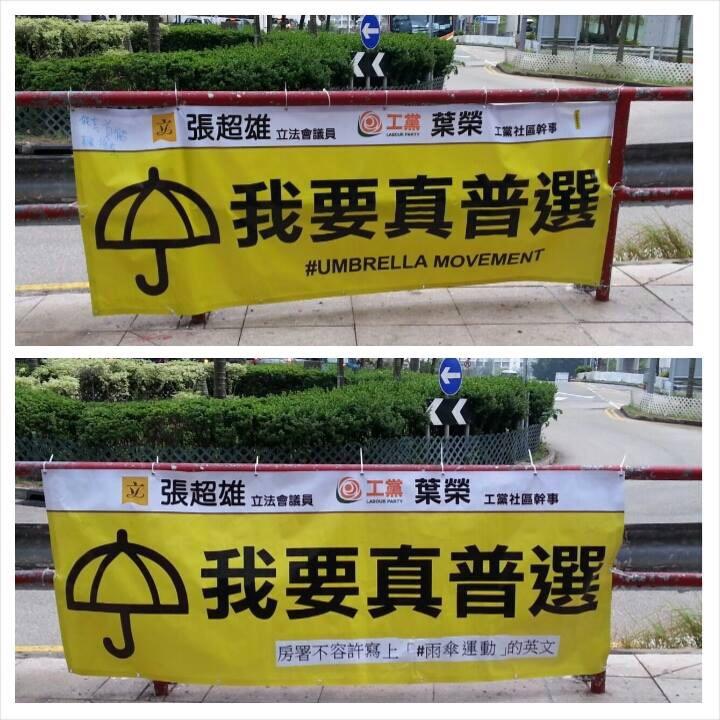 立 張超雄 立法會議員 工黨 LABOUR PARTY 葉榮 工黨社區幹事
我要真普選
#UMBRELLA MOVEMENT
立 張超雄 立法會議員 工黨 LABOUR PARTY 葉榮 工黨社區幹事
我要真普選
房署不容許寫上「#雨傘運動」的英文